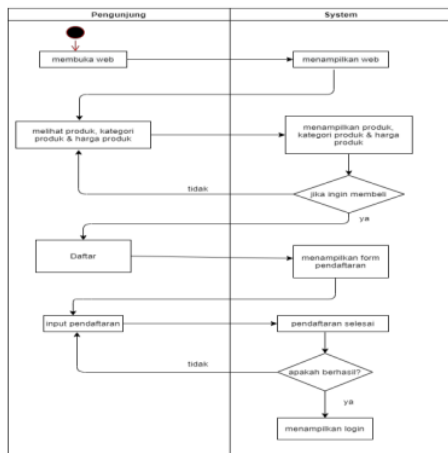 Pengunjung
System
membuka web
menampilkan web
melihat produk, kategori
produk & harga produk
menampilkan produk,
kategori produk & harga
produk
jika ingin membeli
tidak
ya
Daftar
menampilkan form
pendaftaran
input pendaftaran
pendaftaran selesai
apakah berhasil?
tidak
ya
menampilkan login